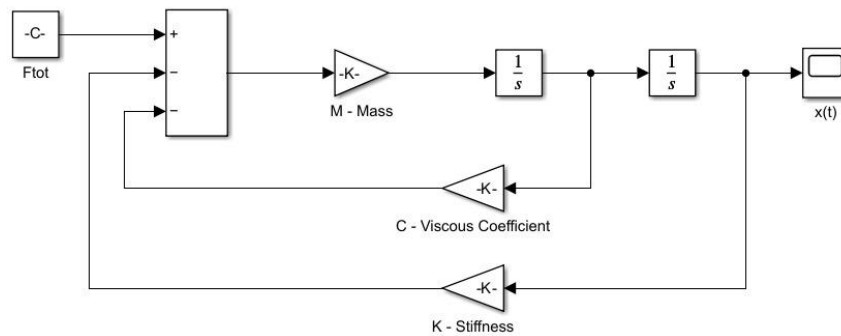 -C-
Ftot
+
−
−
-K-
M - Mass
1
s
1
s
x(t)
-K-
C - Viscous Coefficient
-K-
K - Stiffness